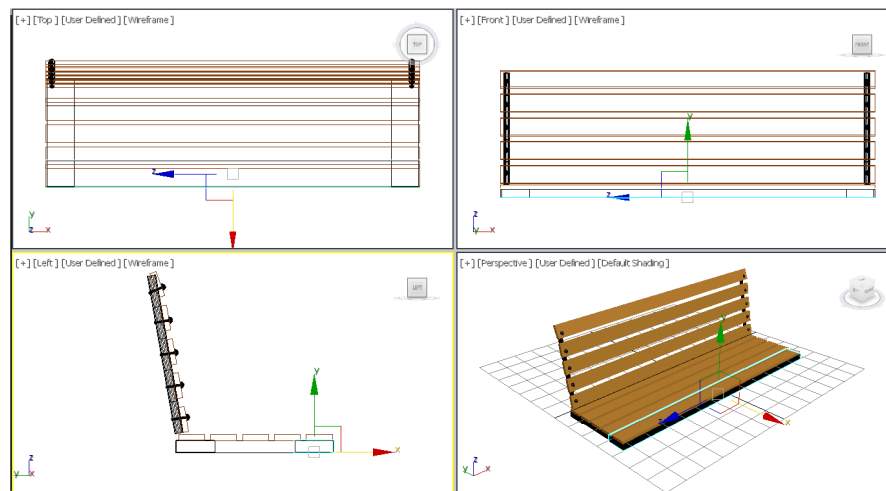 [+] [Top] [User Defined] [Wireframe]
TOP
z
y
z x
[+] [Front] [User Defined] [Wireframe]
FRONT
y
z
z
y x
[+] [Left] [User Defined] [Wireframe]
LEFT
y
x
z
y x
[+] [Perspective] [User Defined] [Default Shading]
y
z
x
z
y x